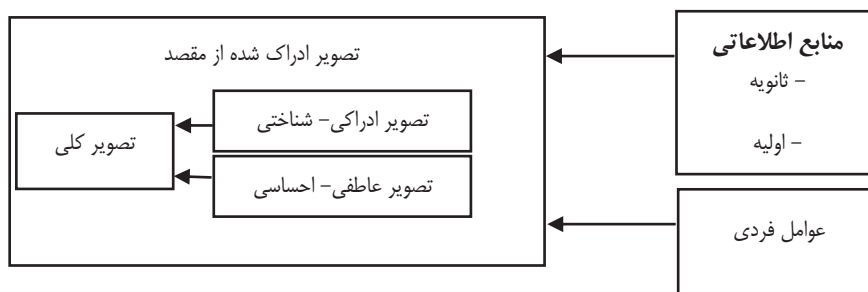 منابع اطلاعاتی
– ثانویه
– اولیه
عوامل فردی
تصویر ادراک شده از مقصد
تصویر ادراکی– شناختی
تصویر عاطفی– احساسی
تصویر کلی